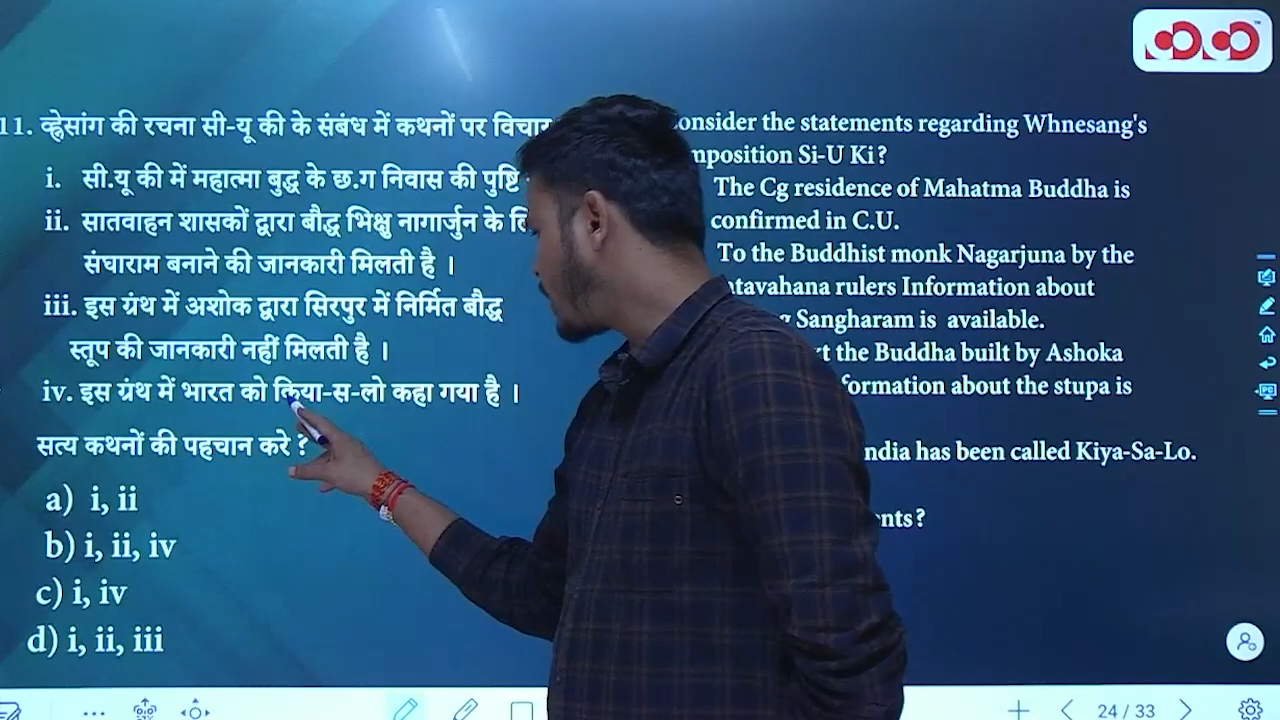 11. व्ह्रेसांग की रचना सी-यू की के संबंध में कथनों पर विचार
i. सी.यू की में महात्मा बुद्ध के छ.ग निवास की पुष्टि
ii. सातवाहन शासकों द्वारा बौद्ध भिक्षु नागार्जुन के
संघाराम बनाने की जानकारी मिलती है ।
iii. इस ग्रंथ में अशोक द्वारा सिरपुर में निर्मित बौद्ध
स्तूप की जानकारी नहीं मिलती है ।
iv. इस ग्रंथ में भारत को किया-स-लो कहा गया है ।
सत्य कथनों की पहचान करे ?
a) i, ii
b) i, ii, iv
c) i, iv
d) i, ii, iii
onsider the statements regarding Whnesang's
mposition Si-U Ki?
The Cg residence of Mahatma Buddha is
confirmed in C.U.
To the Buddhist monk Nagarjuna by the
atavahana rulers Information about
Sangharam is available.
the Buddha built by Ashoka
formation about the stupa is
ndia has been called Kiya-Sa-Lo.
nts?
24 / 33